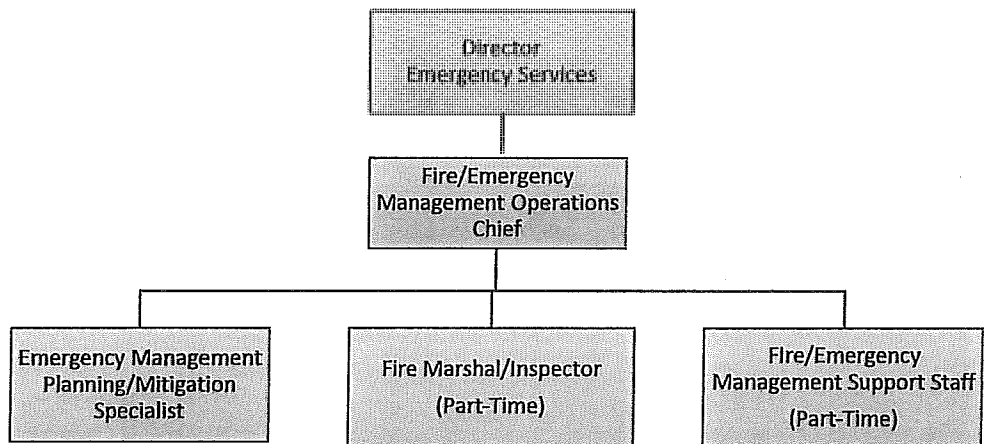 Director
Emergency Services
Fire/Emergency
Management Operations
Chief
Emergency Management
Planning/Mitigation
Specialist
Fire Marshal/Inspector
(Part-Time)
Fire/Emergency
Management Support Staff
(Part-Time)